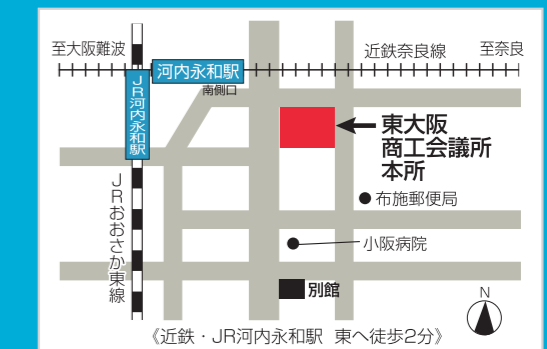 至大阪難波
近鉄奈良線
至奈良
河内永和駅
南側口
JR河内永和駅
東大阪
商工会議所
本所
布施郵便局
JRおおさか東線
小阪病院
別館
N
《近鉄・JR河内永和駅 東へ徒歩2分》